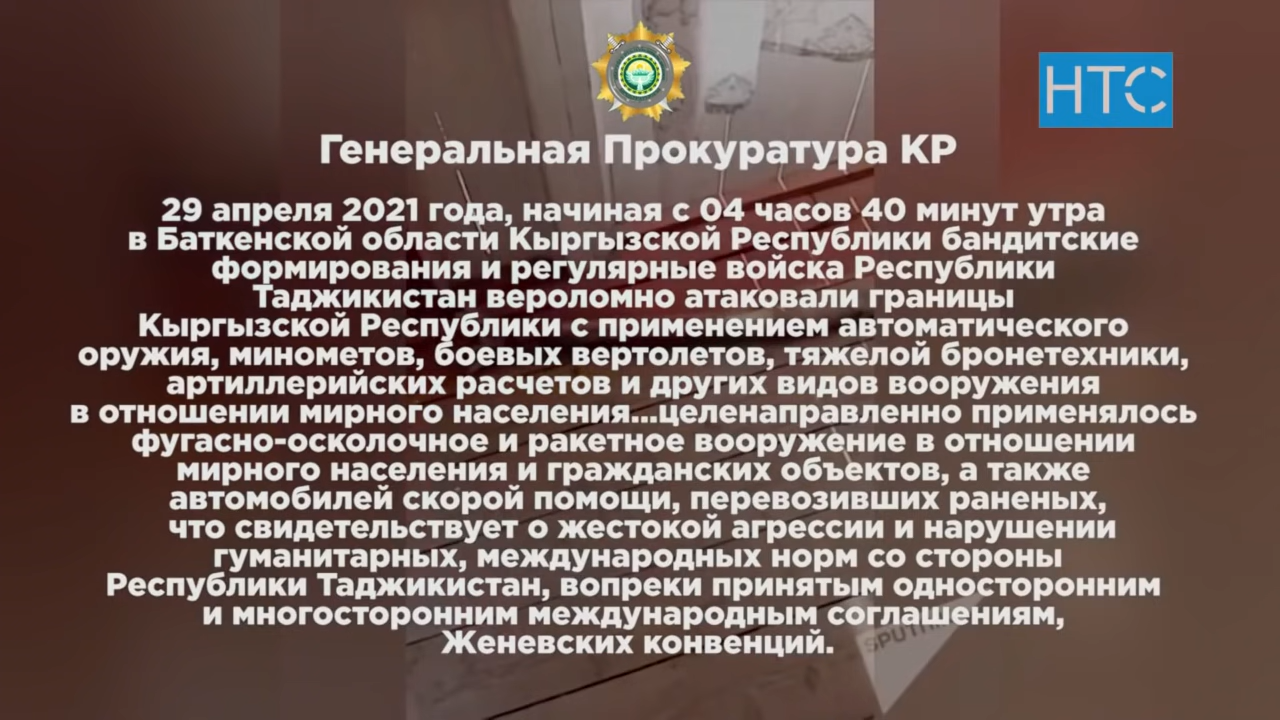 НТС
Генеральная Прокуратура КР
29 апреля 2021 года, начиная с 04 часов 40 минут утра
в Баткенской области Кыргызской Республики бандитские
формирования и регулярные войска Республики
Таджикистан вероломно атаковали границы
Кыргызской Республики с применением автоматического
оружия, минометов, боевых вертолетов, тяжелой бронетехники,
артиллерийских расчетов и других видов вооружения
в отношении мирного населения...целенаправленно применялось
фугасно-осколочное и ракетное вооружение в отношении
мирного населения и гражданских объектов, а также
автомобилей скорой помощи, перевозивших раненых,
что свидетельствует о жестокой агрессии и нарушении
гуманитарных, международных норм со стороны
Республики Таджикистан, вопреки принятым односторонним
и многосторонним международным соглашениям,
Женевских конвенций.